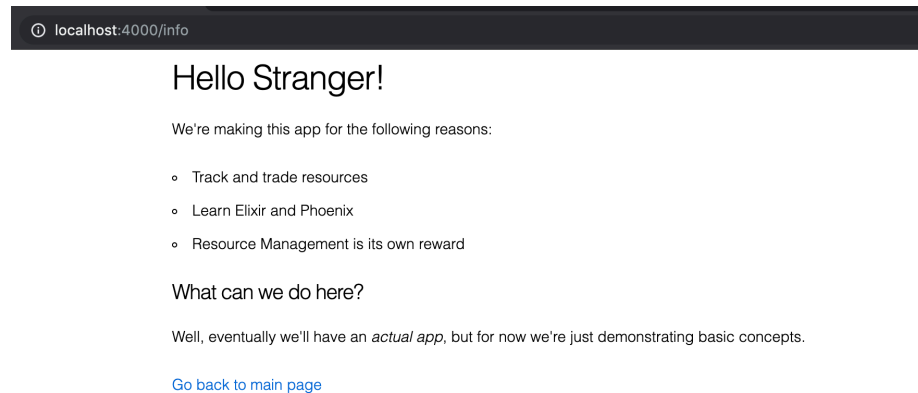 localhost:4000/info
Hello Stranger!
We're making this app for the following reasons:
Track and trade resources
Learn Elixir and Phoenix
Resource Management is its own reward
What can we do here?
Well, eventually we'll have an actual app, but for now we're just demonstrating basic concepts.
Go back to main page